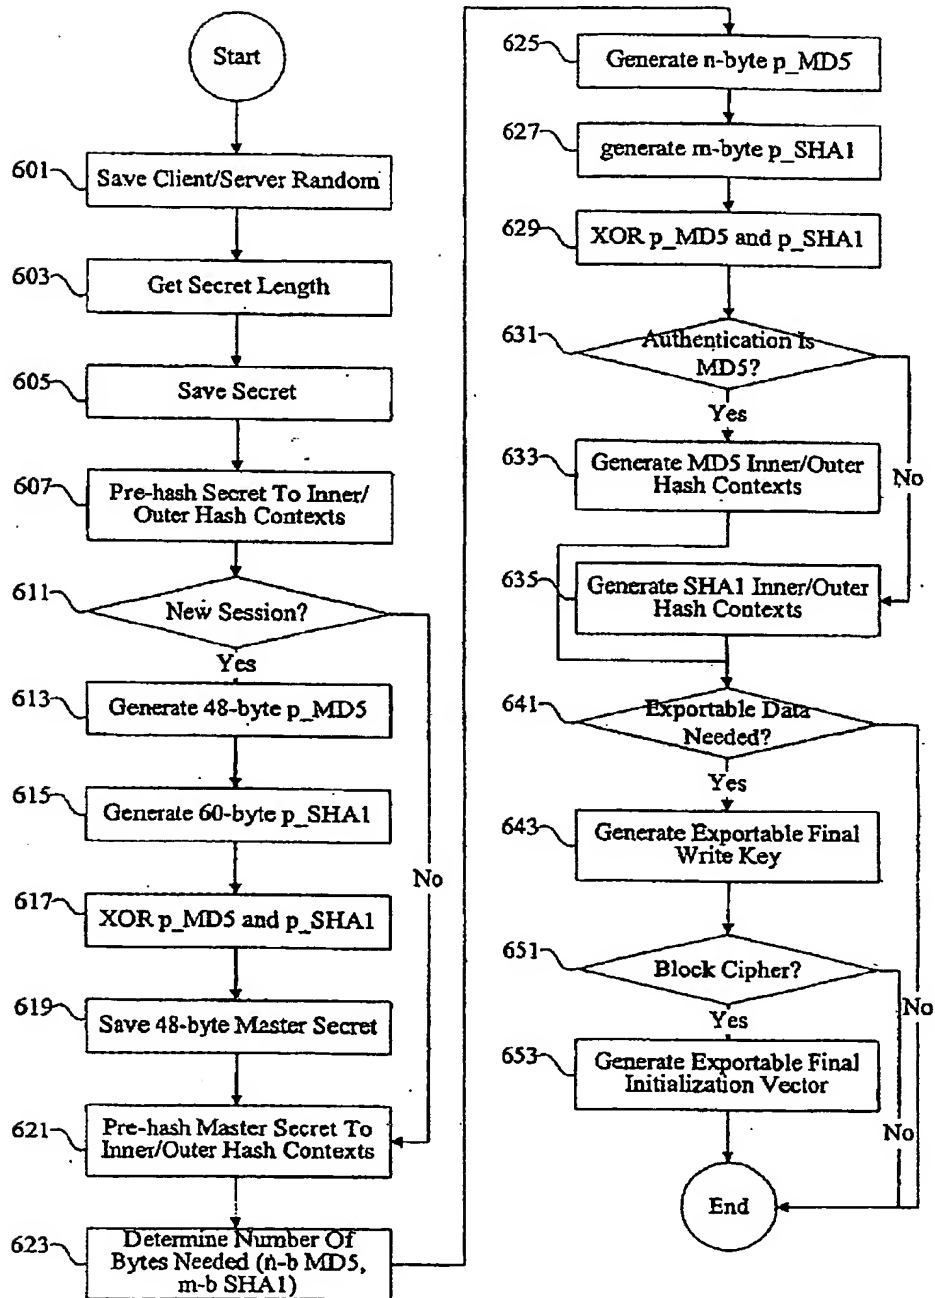 Start
601
Save Client/Server Random
603
Get Secret Length
605
Save Secret
607
Pre-hash Secret To Inner/
Outer Hash Contexts
611
New Session?
Yes
No
613
Generate 48-byte p_MD5
615
Generate 60-byte p_SHA1
617
XOR p_MD5 and p_SHA1
619
Save 48-byte Master Secret
621
Pre-hash Master Secret To
Inner/Outer Hash Contexts
623
Determine Number Of
Bytes Needed (n-b MD5,
m-b SHA1)
625
Generate n-byte p_MD5
627
generate m-byte p_SHA1
629
XOR p_MD5 and p_SHA1
631
Authentication Is
MD5?
Yes
No
633
Generate MD5 Inner/Outer
Hash Contexts
635
Generate SHA1 Inner/Outer
Hash Contexts
641
Exportable Data
Needed?
Yes
No
643
Generate Exportable Final
Write Key
651
Block Cipher?
Yes
No
653
Generate Exportable Final
Initialization Vector
End